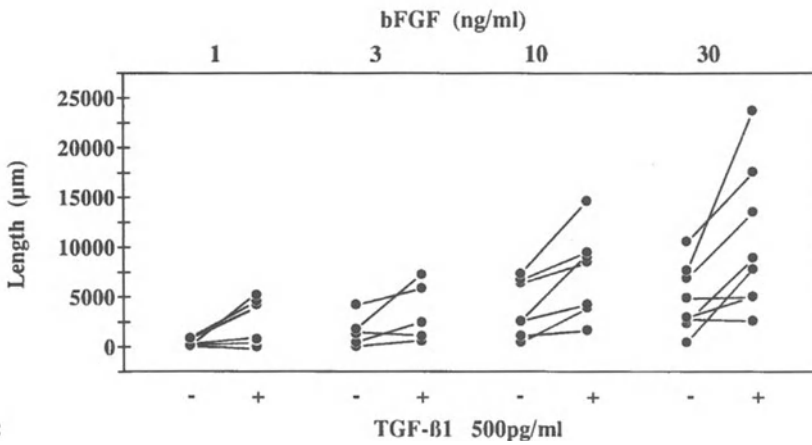 bFGF (ng/ml)
1 3 10 30
25000
20000
15000
10000
5000
0
Length (µm)
- + - + - + - +
TGF-ß1 500pg/ml